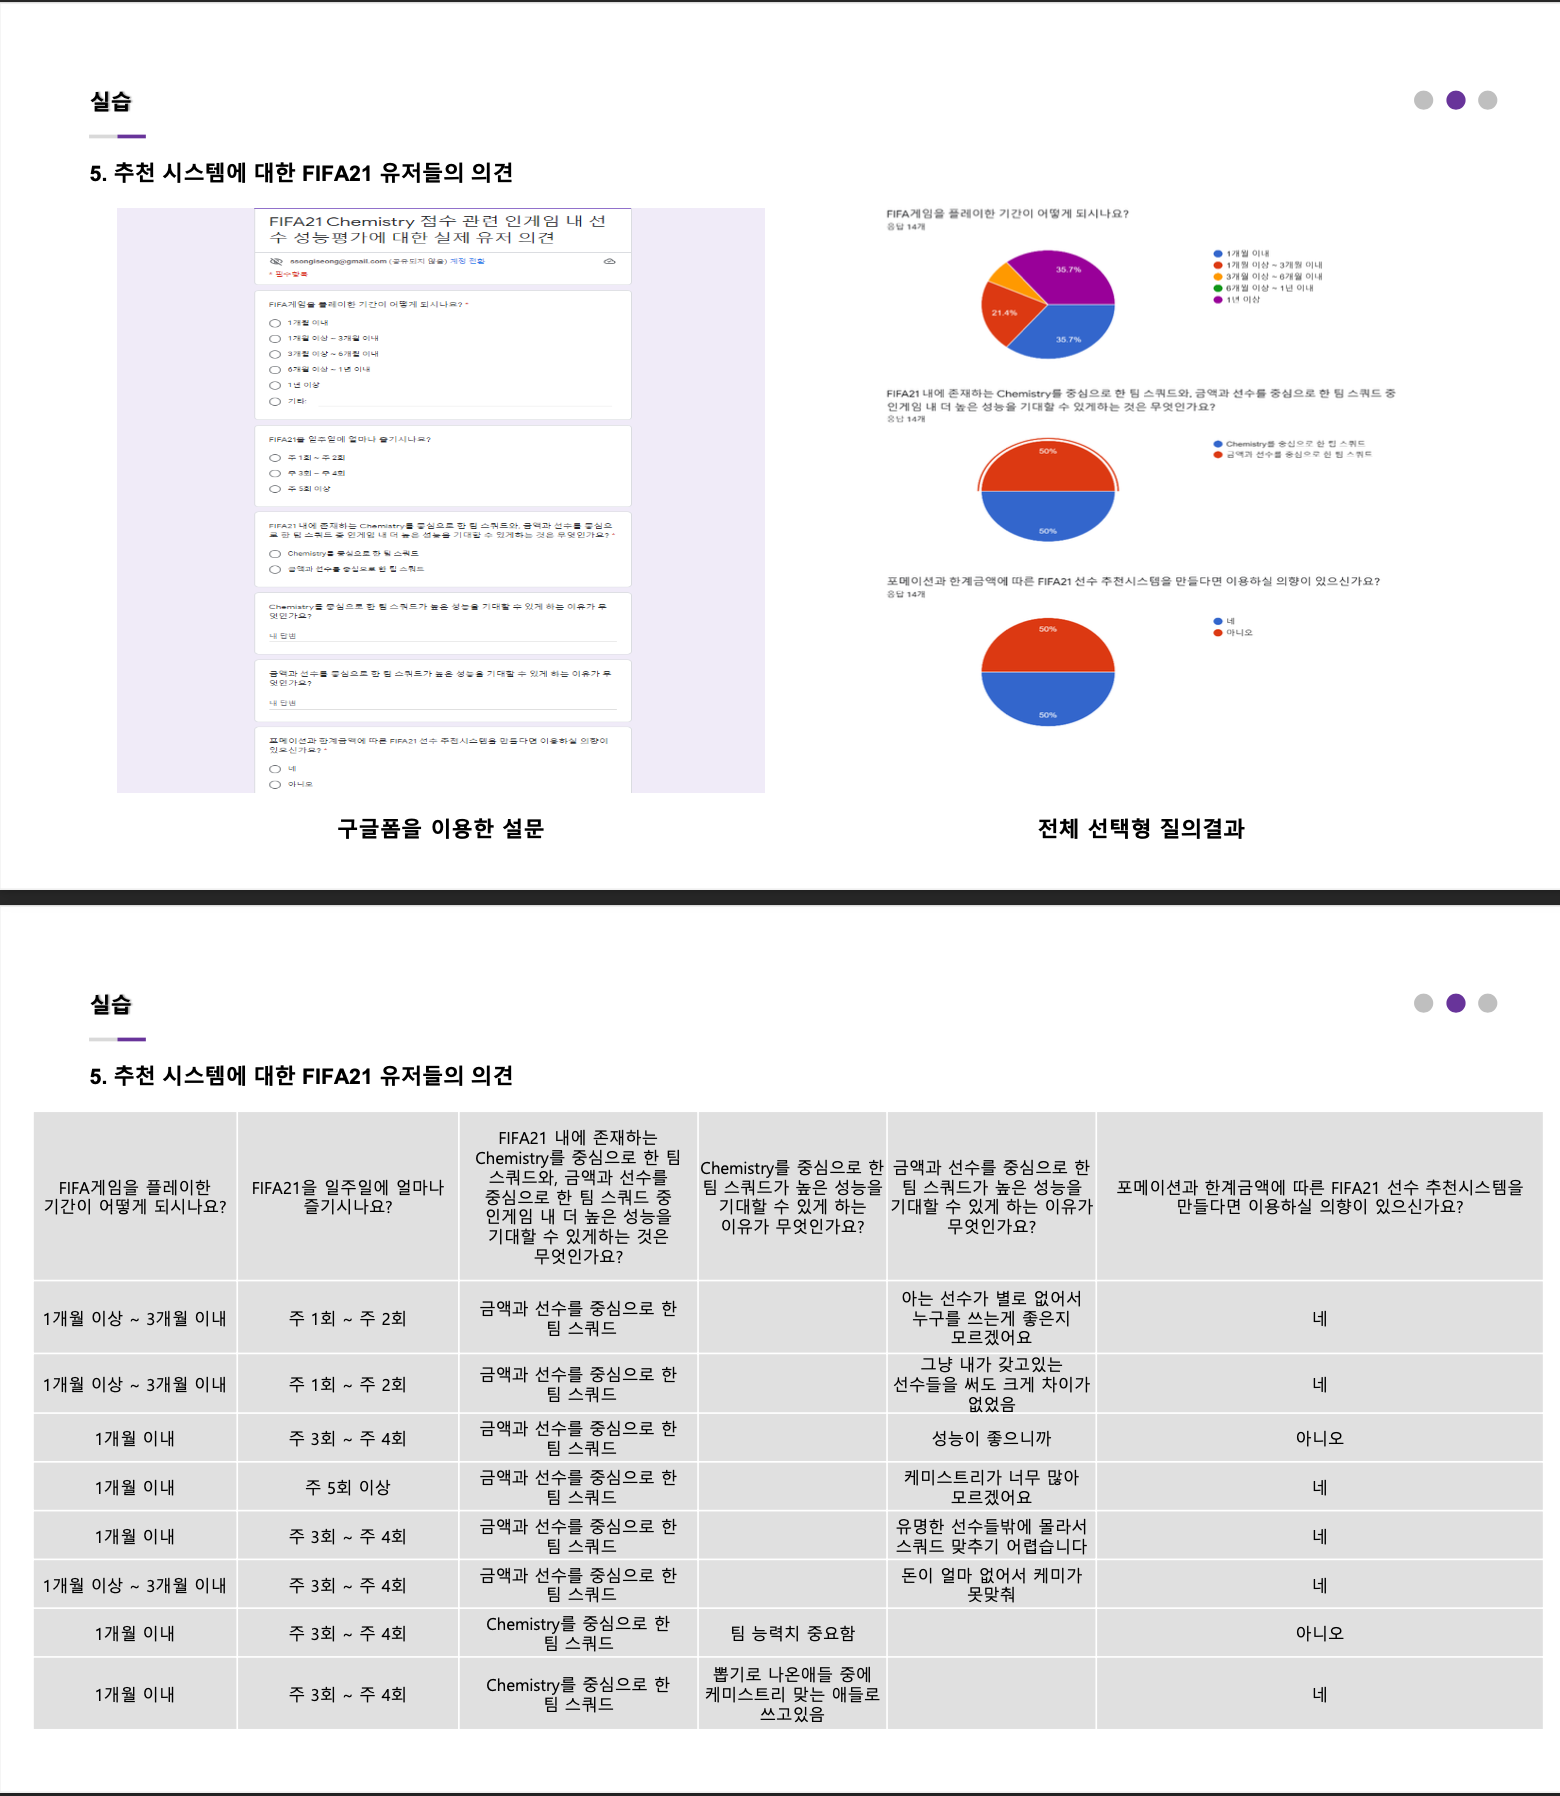 실습
5. 추천 시스템에 대한 FIFA21 유저들의 의견
FIFA21 Chemistry 점수 관련 인게임 내 선
수 성능평가에 대한 실제 유저 의견
ssongiseong@gmail.com (공유되지 않음) 계정 전환
* 필수항목
FIFA게임을 플레이한 기간이 어떻게 되시나요? *
1개월 이내
1개월 이상 ~ 3개월 이내
3개월 이상 ~ 6개월 이내
6개월 이상 ~ 1년 이내
1년 이상
기타:
FIFA21을 일주일에 얼마나 즐기시나요?
주 1회 ~ 주 2회
주 3회 ~ 주 4회
주 5회 이상
FIFA21 내에 존재하는 Chemistry를 중심으로 한 팀 스쿼드와, 금액과 선수를 중심으
로 한 팀 스쿼드 중 인게임 내 더 높은 성능을 기대할 수 있게하는 것은 무엇인가요? *
Chemistry를 중심으로 한 팀 스쿼드
금액과 선수를 중심으로 한 팀 스쿼드
Chemistry를 중심으로 한 팀 스쿼드가 높은 성능을 기대할 수 있게 하는 이유가 무
엇인가요?
내 답변
금액과 선수를 중심으로 한 팀 스쿼드가 높은 성능을 기대할 수 있게 하는 이유가 무
엇인가요?
내 답변
포메이션과 한계금액에 따른 FIFA21 선수 추천시스템을 만들다면 이용하실 의향이
있으신가요? *
네
아니오
구글폼을 이용한 설문
FIFA게임을 플레이한 기간이 어떻게 되시나요?
응답 14개
35.7%
21.4%
35.7%
1개월 이내
1개월 이상 ~ 3개월 이내
3개월 이상 ~ 6개월 이내
6개월 이상 ~ 1년 이내
1년 이상
FIFA21 내에 존재하는 Chemistry를 중심으로 한 팀 스쿼드와, 금액과 선수를 중심으로 한 팀 스쿼드 중
인게임 내 더 높은 성능을 기대할 수 있게하는 것은 무엇인가요?
응답 14개
50%
50%
Chemistry를 중심으로 한 팀 스쿼드
금액과 선수를 중심으로 한 팀 스쿼드
포메이션과 한계금액에 따른 FIFA21 선수 추천시스템을 만들다면 이용하실 의향이 있으신가요?
응답 14개
50%
50%
네
아니오
전체 선택형 질의결과
실습
5. 추천 시스템에 대한 FIFA21 유저들의 의견
FIFA게임을 플레이한
기간이 어떻게 되시나요?
FIFA21을 일주일에 얼마나
즐기시나요?
FIFA21 내에 존재하는
Chemistry를 중심으로 한 팀
스쿼드와, 금액과 선수를
중심으로 한 팀 스쿼드 중
인게임 내 더 높은 성능을
기대할 수 있게하는 것은
무엇인가요?
Chemistry를 중심으로 한
팀 스쿼드가 높은 성능을
기대할 수 있게 하는
이유가 무엇인가요?
금액과 선수를 중심으로 한
팀 스쿼드가 높은 성능을
기대할 수 있게 하는 이유가
무엇인가요?
포메이션과 한계금액에 따른 FIFA21 선수 추천시스템을
만들다면 이용하실 의향이 있으신가요?
1개월 이상 ~ 3개월 이내
주 1회 ~ 주 2회
금액과 선수를 중심으로 한
팀 스쿼드
아는 선수가 별로 없어서
누구를 쓰는게 좋은지
모르겠어요
네
1개월 이상 ~ 3개월 이내
주 1회 ~ 주 2회
금액과 선수를 중심으로 한
팀 스쿼드
그냥 내가 갖고있는
선수들을 써도 크게 차이가
없었음
네
1개월 이내
주 3회 ~ 주 4회
금액과 선수를 중심으로 한
팀 스쿼드
성능이 좋으니까
아니오
1개월 이내
주 5회 이상
금액과 선수를 중심으로 한
팀 스쿼드
케미스트리가 너무 많아
모르겠어요
네
1개월 이내
주 3회 ~ 주 4회
금액과 선수를 중심으로 한
팀 스쿼드
유명한 선수들밖에 몰라서
스쿼드 맞추기 어렵습니다
네
1개월 이상 ~ 3개월 이내
주 3회 ~ 주 4회
금액과 선수를 중심으로 한
팀 스쿼드
돈이 얼마 없어서 케미가
못맞춰
네
1개월 이내
주 3회 ~ 주 4회
Chemistry를 중심으로 한
팀 스쿼드
팀 능력치 중요함
아니오
1개월 이내
주 3회 ~ 주 4회
Chemistry를 중심으로 한
팀 스쿼드
뽑기로 나온애들 중에
케미스트리 맞는 애들로
쓰고있음
네